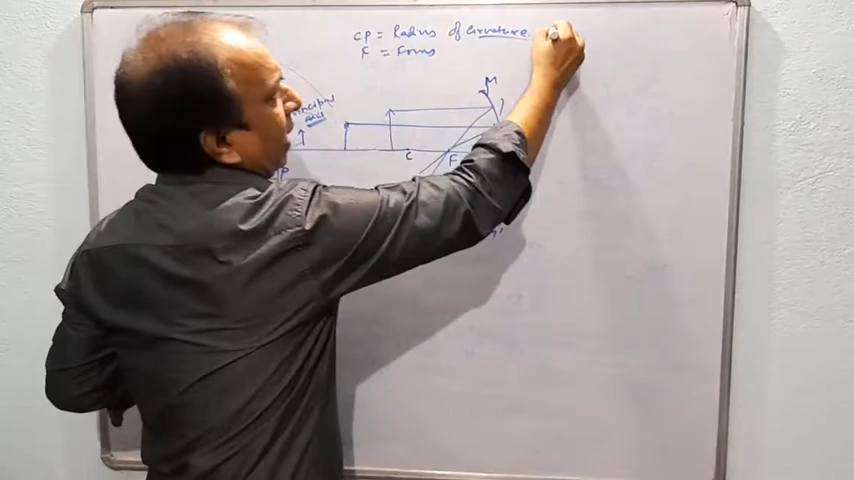 CP = Radius of Curvature
F = Focus
M
Principal
axis
C
F
P